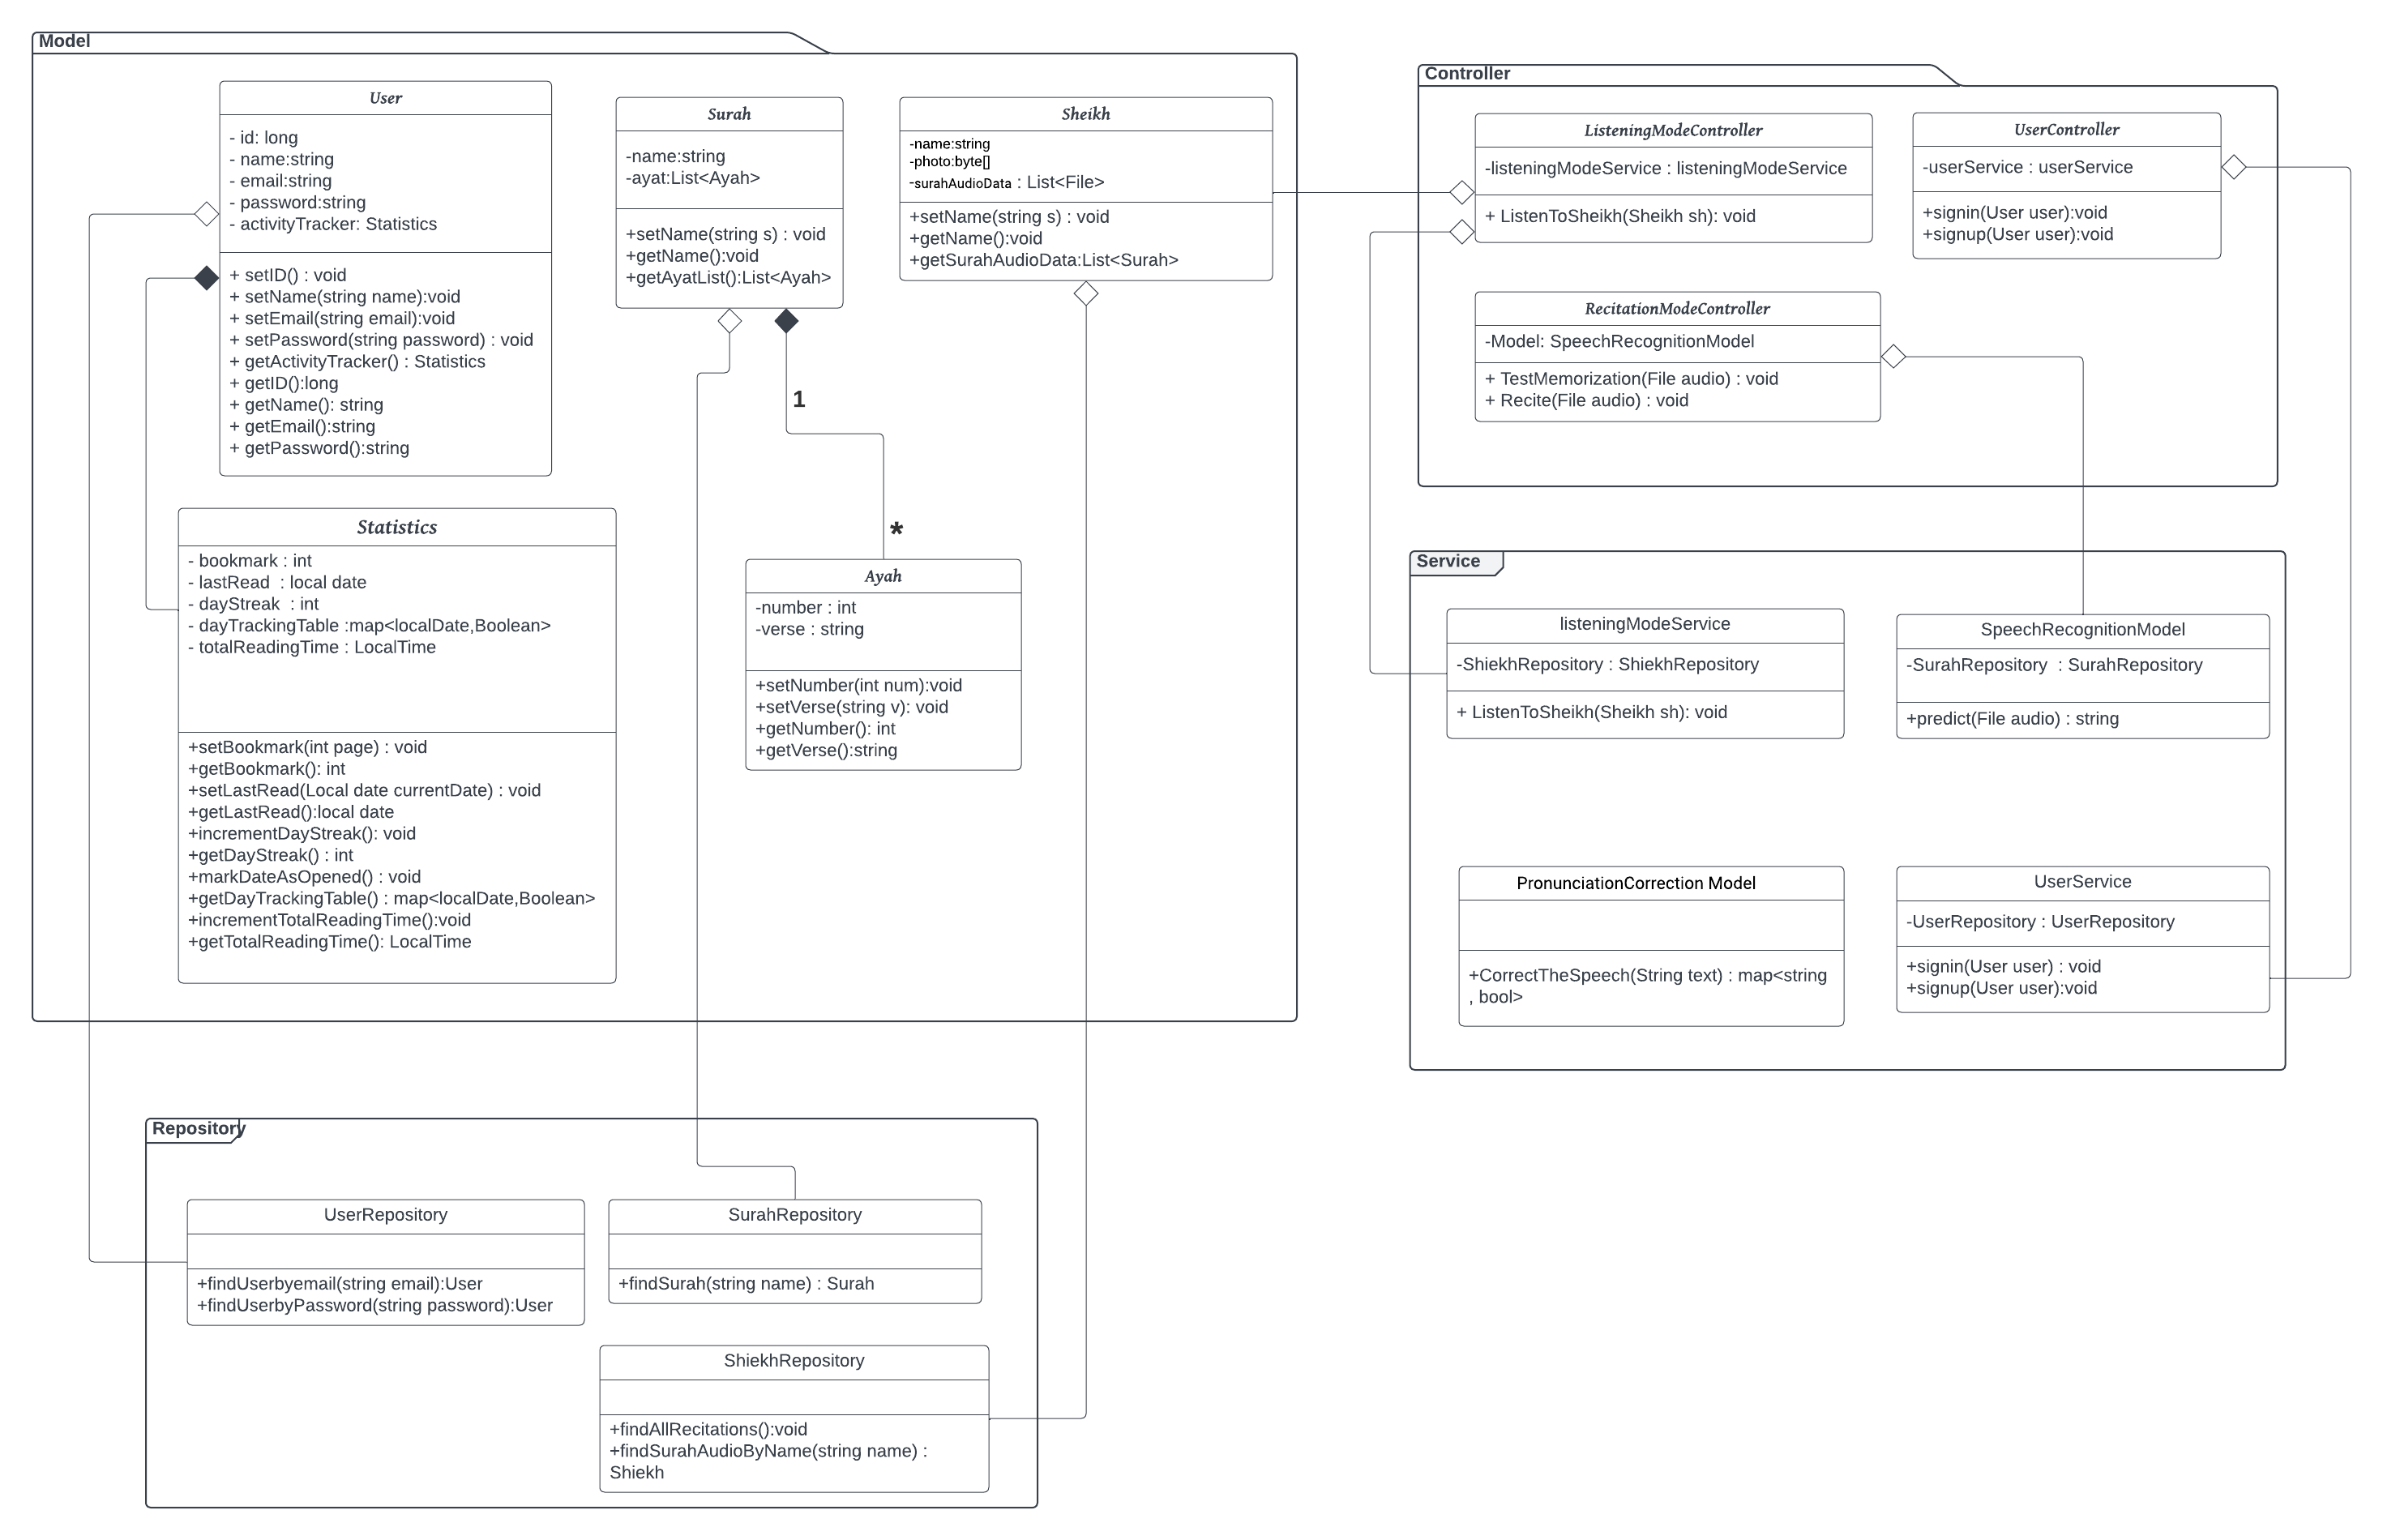 Model
User
- id: long
- name:string
- email:string
- password:string
- activityTracker: Statistics
+ setID() : void
+ setName(string name):void
+ setEmail(string email):void
+ setPassword(string password) : void
+ getActivityTracker() : Statistics
+ getID():long
+ getName(): string
+ getEmail():string
+ getPassword():string
Surah
-name:string
-ayat:List<Ayah>
+setName(string s) : void
+getName():void
+getAyatList():List<Ayah>
Sheikh
-name:string
-photo:byte[]
-surahAudioData : List<File>
+setName(string s) : void
+getName():void
+getSurahAudioData:List<Surah>
1
*
Statistics
- bookmark : int
- lastRead  : local date
- dayStreak  : int
- dayTrackingTable :map<localDate,Boolean>
- totalReadingTime : LocalTime
+setBookmark(int page) : void
+getBookmark(): int
+setLastRead(Local date currentDate) : void
+getLastRead():local date
+incrementDayStreak(): void
+getDayStreak() : int
+markDateAsOpened() : void
+getDayTrackingTable() : map<localDate,Boolean>
+incrementTotalReadingTime():void
+getTotalReadingTime(): LocalTime
Ayah
-number : int
-verse : string
+setNumber(int num):void
+setVerse(string v): void
+getNumber(): int
+getVerse():string
Controller
ListeningModeController
-listeningModeService : listeningModeService
+ ListenToSheikh(Sheikh sh): void
UserController
-userService : userService
+signin(User user):void
+signup(User user):void
RecitationModeController
-Model: SpeechRecognitionModel
+ TestMemorization(File audio) : void
+ Recite(File audio) : void
Service
listeningModeService
-ShiekhRepository : ShiekhRepository
+ ListenToSheikh(Sheikh sh): void
SpeechRecognitionModel
-SurahRepository  : SurahRepository
+predict(File audio) : string
PronunciationCorrection Model
+CorrectTheSpeech(String text) : map<string
, bool>
UserService
-UserRepository : UserRepository
+signin(User user) : void
+signup(User user):void
Repository
UserRepository
+findUserbyemail(string email):User
+findUserbyPassword(string password):User
SurahRepository
+findSurah(string name) : Surah
ShiekhRepository
+findAllRecitations():void
+findSurahAudioByName(string name) :
Shiekh